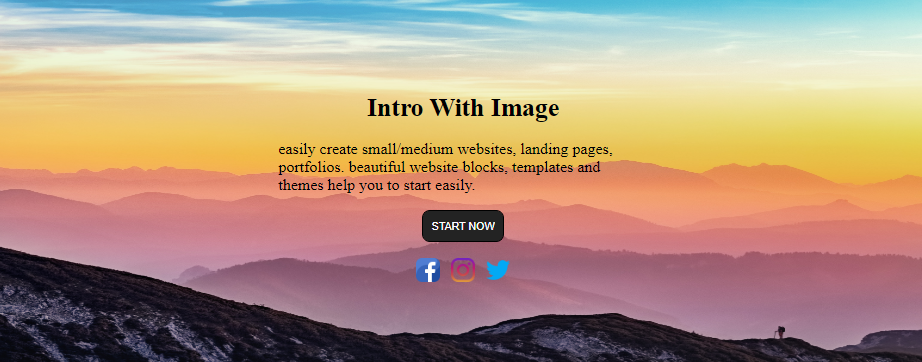 Intro With Image
easily create small/medium websites, landing pages,
portfolios. beautiful website blocks, templates and
themes help you to start easily.
START NOW